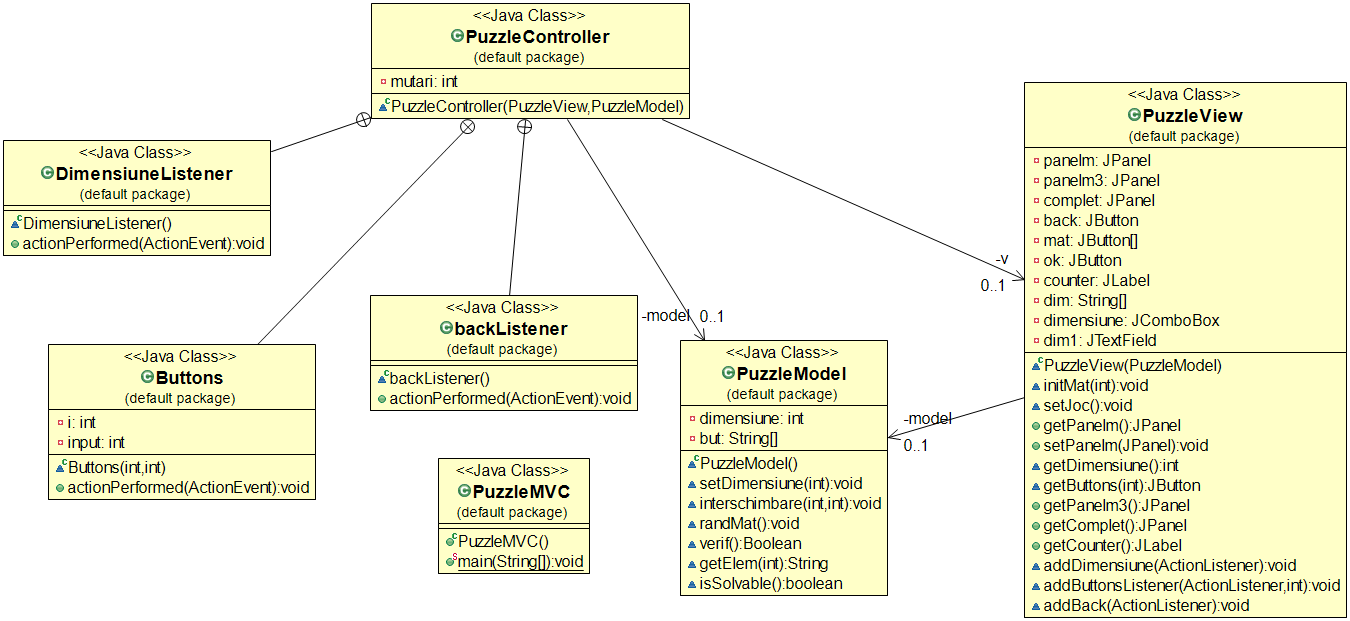 <<Java Class>>
PuzzleController
(default package)
mutari: int
PuzzleController(PuzzleView,PuzzleModel)
<<Java Class>>
DimensiuneListener
(default package)
DimensiuneListener()
actionPerformed(ActionEvent):void
<<Java Class>>
Buttons
(default package)
i: int
input: int
Buttons(int,int)
actionPerformed(ActionEvent):void
<<Java Class>>
backListener
(default package)
backListener()
actionPerformed(ActionEvent):void
<<Java Class>>
PuzzleMVC
(default package)
PuzzleMVC()
main(String[]):void
-model 0..1
<<Java Class>>
PuzzleModel
(default package)
dimensiune: int
but: String[]
PuzzleModel()
setDimensiune(int):void
interschimbare(int,int):void
randMat():void
verif():Boolean
getElem(int):String
isSolvable():boolean
-v
0..1
-model
0..1
<<Java Class>>
PuzzleView
(default package)
panelm: JPanel
panelm3: JPanel
complet: JPanel
back: JButton
mat: JButton[]
ok: JButton
counter: JLabel
dim: String[]
dimensiune: JComboBox
dim1: JTextField
PuzzleView(PuzzleModel)
initMat(int):void
setJoc():void
getPanelm():JPanel
setPanelm(JPanel):void
getDimensiune():int
getButtons(int):JButton
getPanelm3():JPanel
getComplet():JPanel
getCounter():JLabel
addDimensiune(ActionListener):void
addButtonsListener(ActionListener,int):void
addBack(ActionListener):void